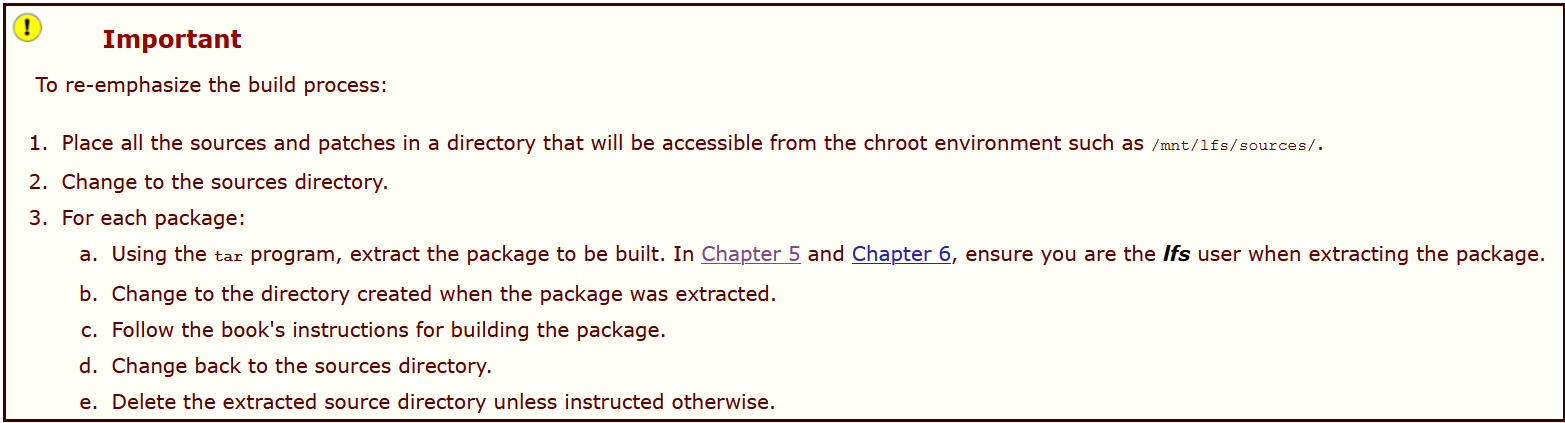 Important
To re-emphasize the build process:
1. Place all the sources and patches in a directory that will be accessible from the chroot environment such as /mnt/lfs/sources/.
2. Change to the sources directory.
3. For each package:
a. Using the tar program, extract the package to be built. In Chapter 5 and Chapter 6, ensure you are the lfs user when extracting the package.
b. Change to the directory created when the package was extracted.
c. Follow the book's instructions for building the package.
d. Change back to the sources directory.
e. Delete the extracted source directory unless instructed otherwise.